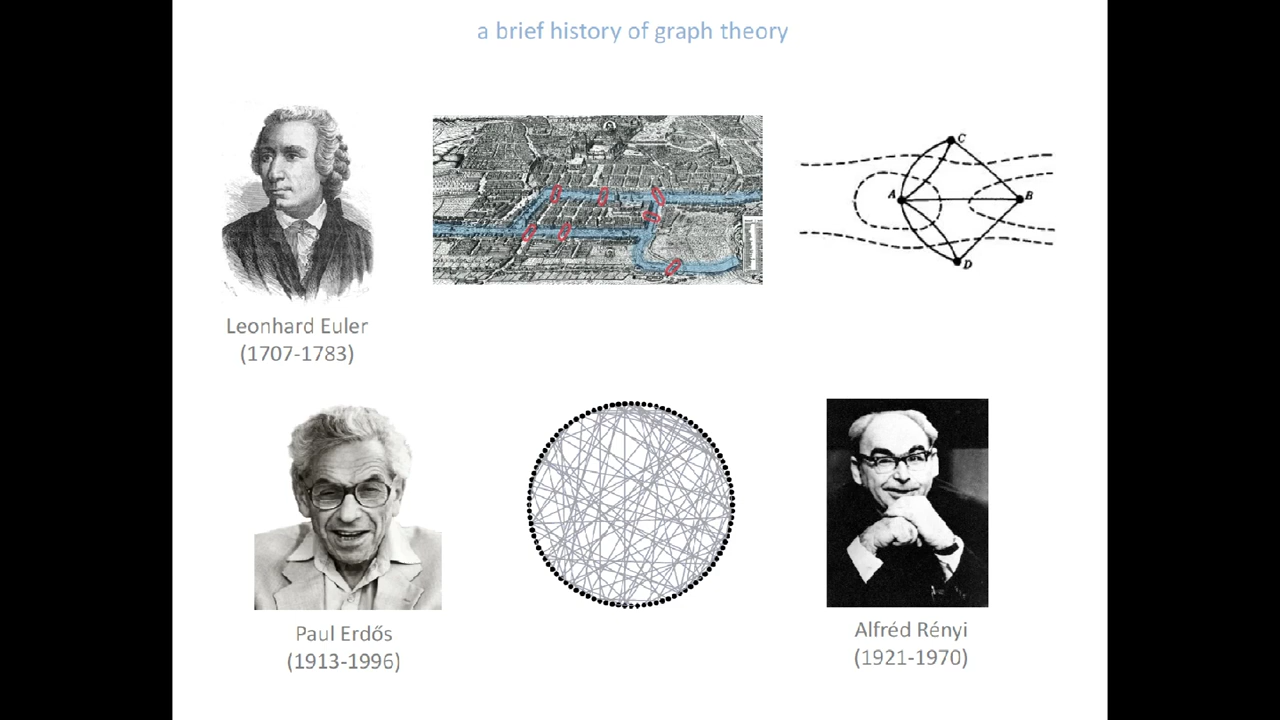 a brief history of graph theory
C
A
B
D
Leonhard Euler
(1707-1783)
Paul Erdős
(1913-1996)
Alfréd Rényi
(1921-1970)